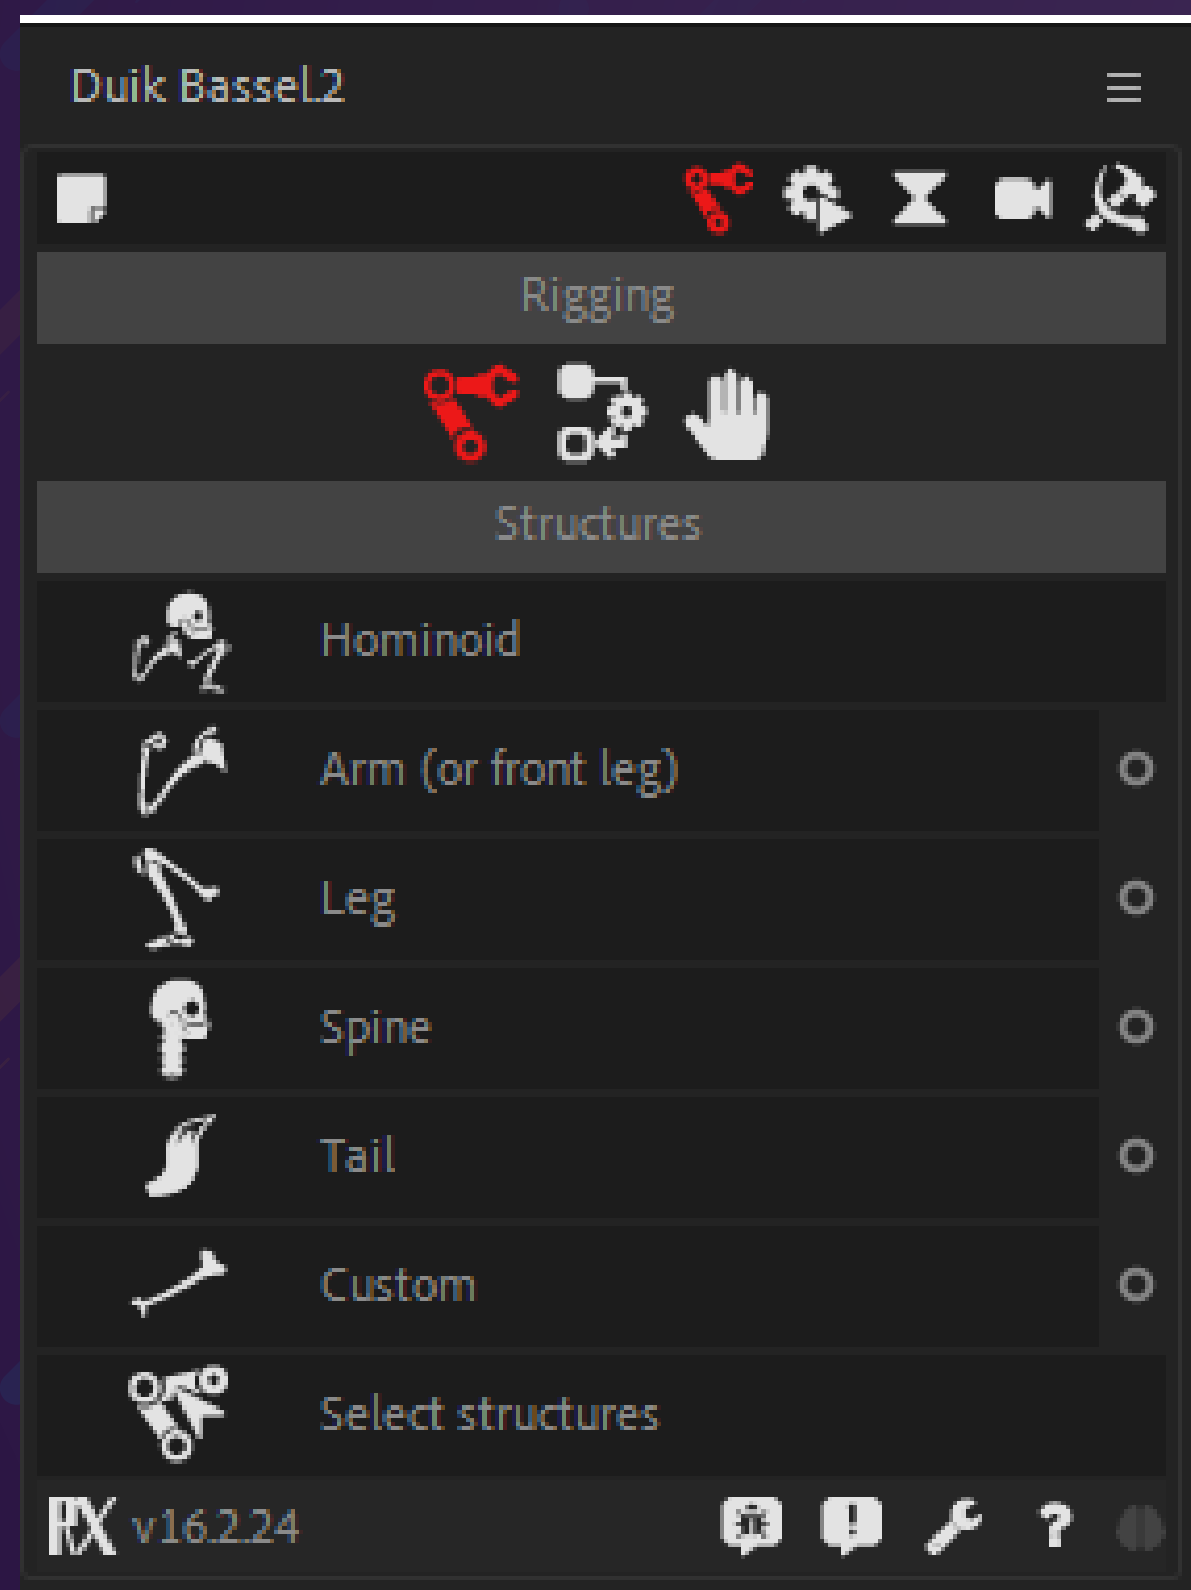 Duik Bassel.2
Rigging
Structures
Hominoid
Arm (or front leg)
Leg
Spine
Tail
Custom
Select structures
RX v16.2.24